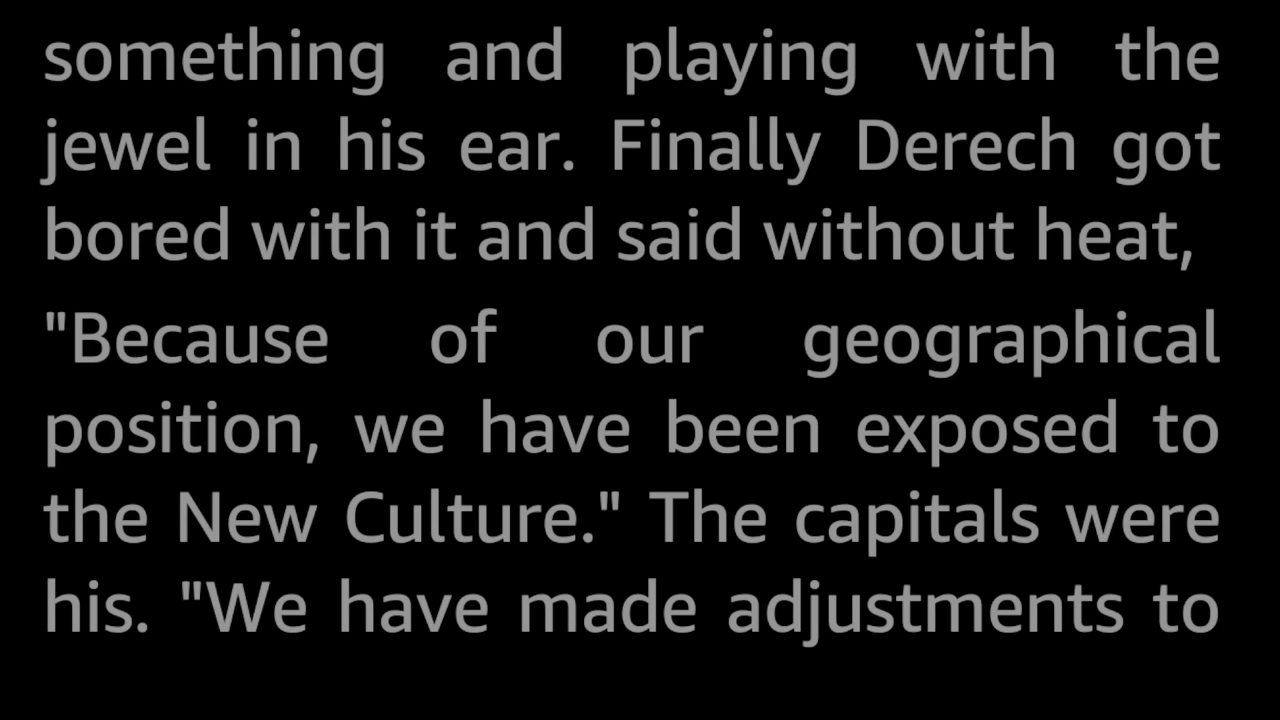 something and playing with the
jewel in his ear. Finally Derech got
bored with it and said without heat,
"Because of our geographical
position, we have been exposed to
the New Culture." The capitals were
his. "We have made adjustments to